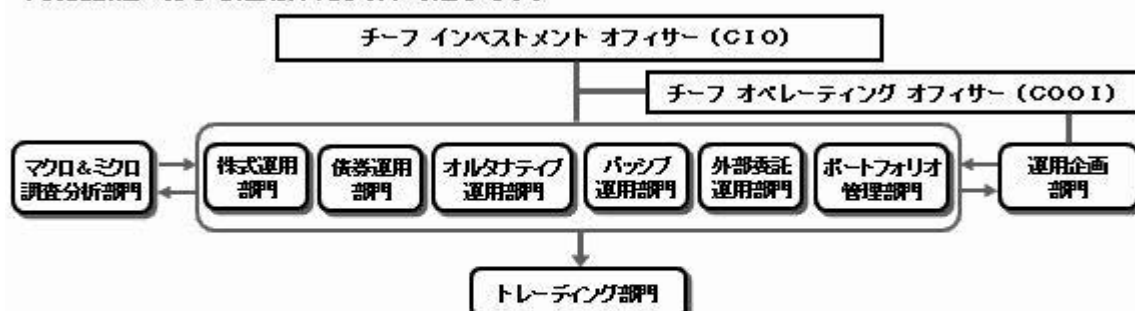 チーフ インベストメント オフィサー（CIO）
チーフ オペレーティング オフィサー（COOI）
マクロ＆ミクロ
調査分析部門
株式運用
部門
債券運用
部門
オルタナティブ
運用部門
パッシブ
運用部門
外部委託
運用部門
ポートフォリオ
管理部門
運用企画
部門
トレーディング部門